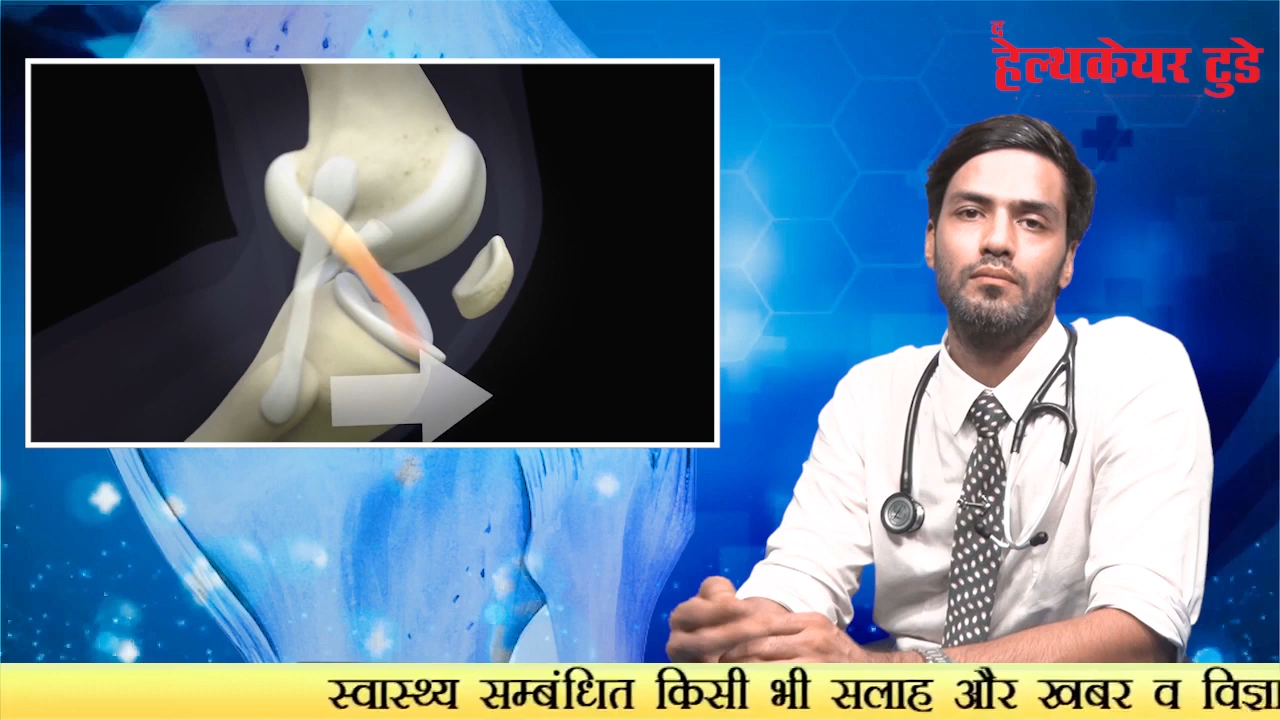 द
हेल्थकेयर टुडे
स्वास्थ्य सम्बंधित किसी भी सलाह और खबर व